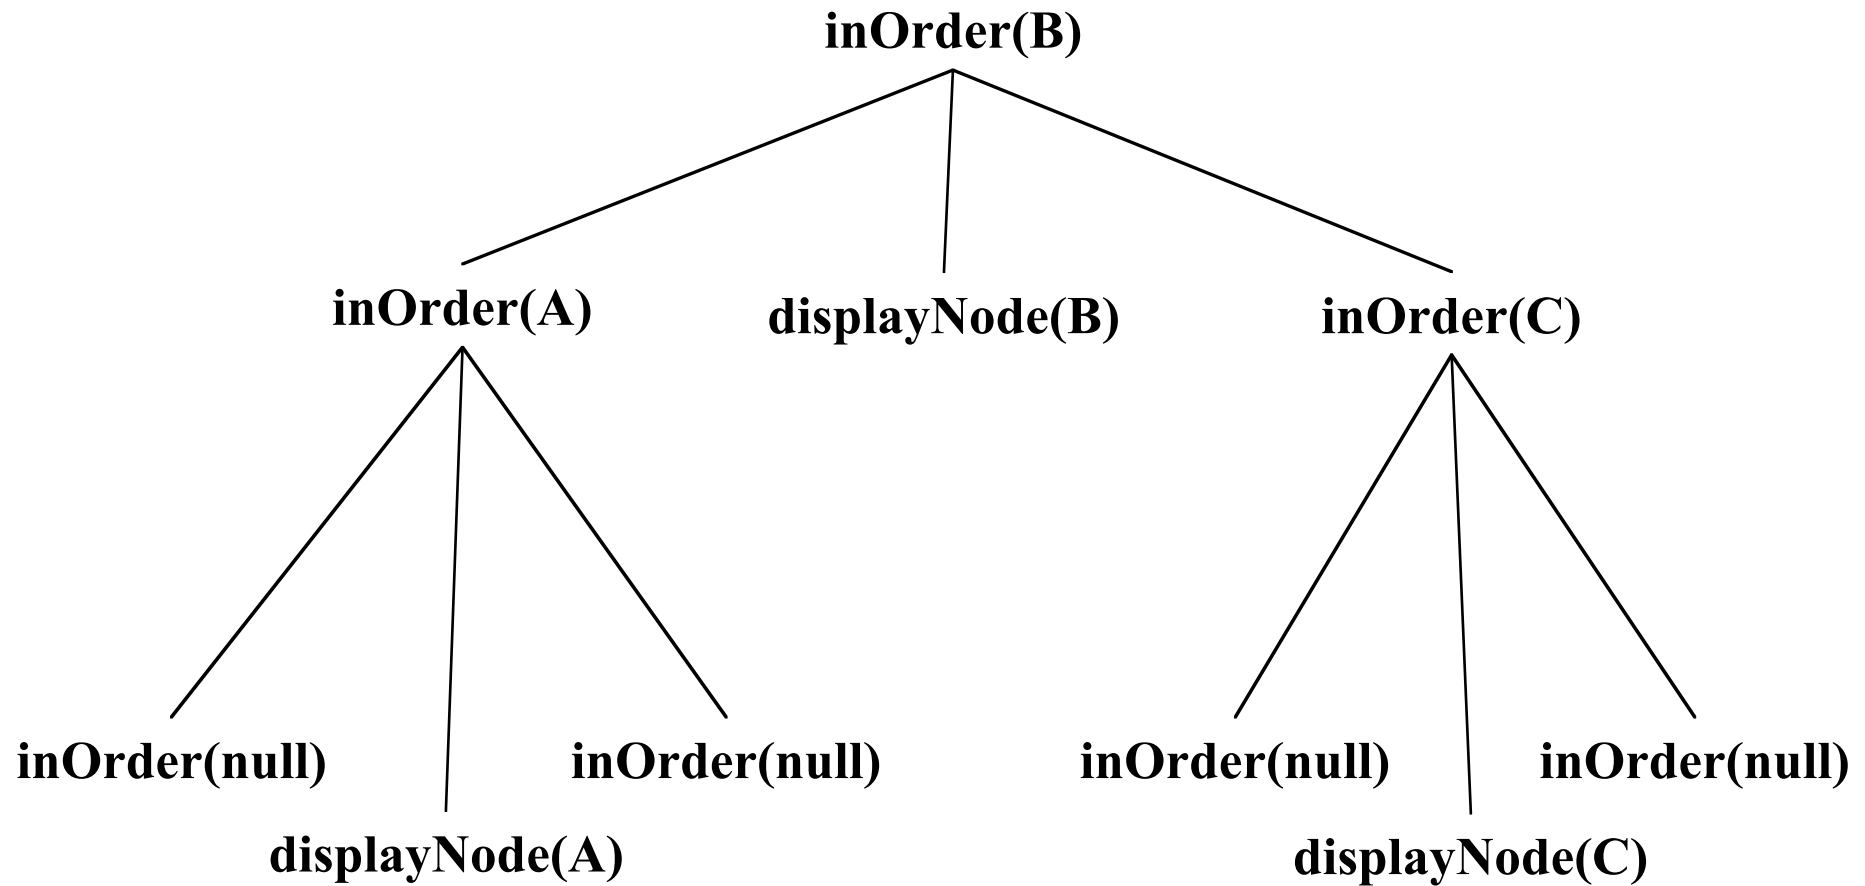 inOrder(B)
inOrder(A)
displayNode(B)
inOrder(C)
inOrder(null)
inOrder(null)
inOrder(null)
inOrder(null)
displayNode(A)
displayNode(C)